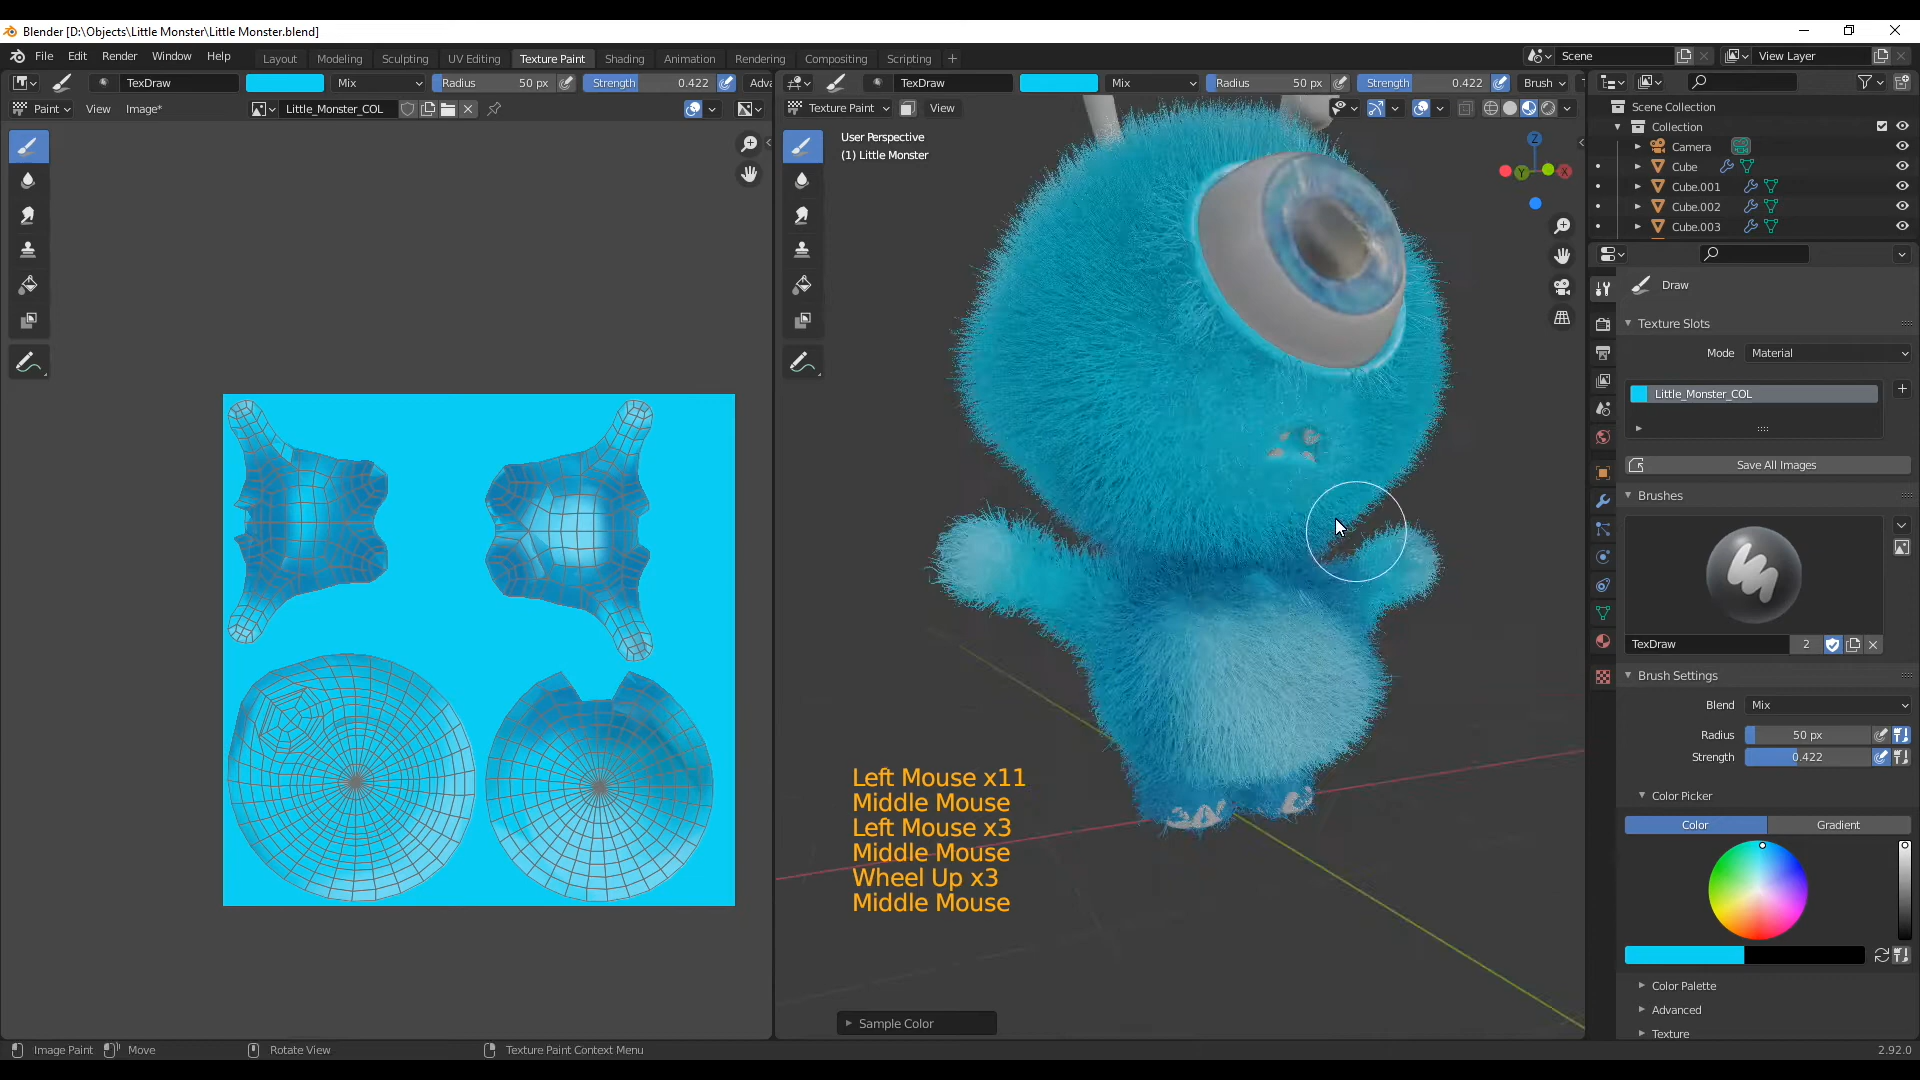 Blender [D:\Objects\Little Monster\Little Monster.blend]
File Edit Render Window Help Layout Modeling Sculpting UV Editing Texture Paint Shading Animation Rendering Compositing Scripting + Scene View Layer
TexDraw Mix Radius 50 px Strength 0.422 Adva TexDraw Mix Radius 50 px Strength 0.422 Brush
Paint View Image* Little_Monster_COL Texture Paint View
User Perspective
(1) Little Monster
Z
Y
X
Scene Collection
Collection
Camera
Cube
Cube.001
Cube.002
Cube.003
Draw
Texture Slots
Mode Material
Little_Monster_COL
Save All Images
Brushes
TexDraw 2
Brush Settings
Blend Mix
Radius 50 px
Strength 0.422
Color Picker
Color Gradient
Color Palette
Advanced
Texture
Left Mouse x11
Middle Mouse
Left Mouse x3
Middle Mouse
Wheel Up x3
Middle Mouse
Sample Color
Image Paint Move Rotate View Texture Paint Context Menu 2.92.0